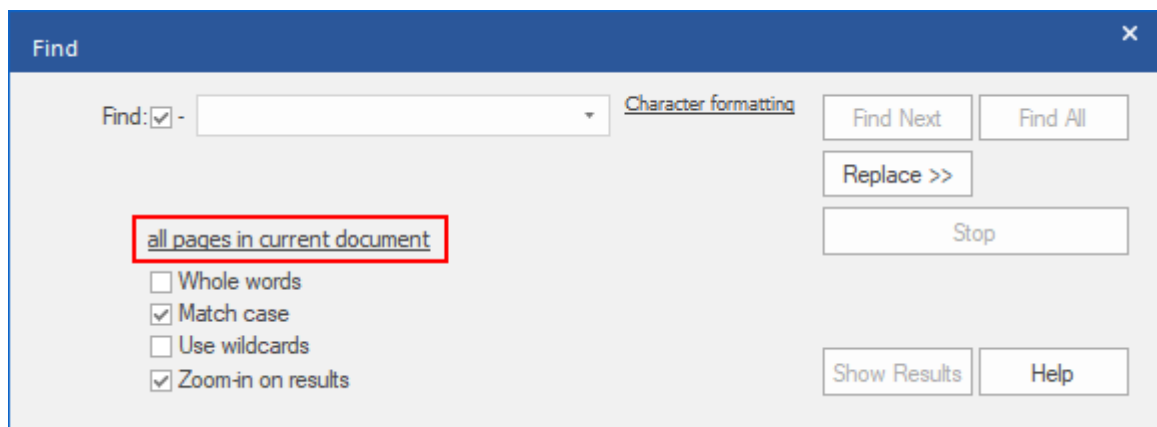 Find
Find: - Character formatting Find Next Find All
Replace >>
all pages in current document Stop
Whole words
Match case
Use wildcards
Zoom-in on results Show Results Help